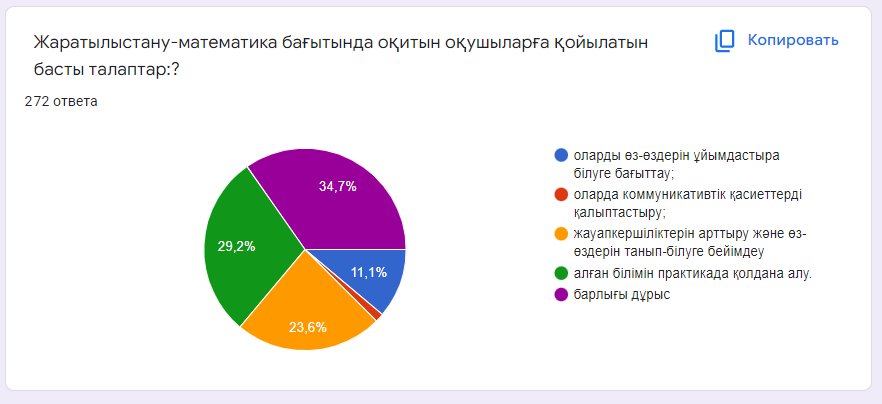 Жаратылыстану-математика бағытында оқитын оқушыларға қойылатын
басты талаптар:?
Копировать
272 ответа
34,7%
29,2%
11,1%
23,6%
оларды өз-өздерін ұйымдастыра
білуге бағыттау;
оларда коммуникативтік қасиеттерді
қалыптастыру;
жауапкершіліктерін арттыру және өз-
өздерін танып-білуге бейімдеу
алған білімін практикада қолдана алу.
барлығы дұрыс